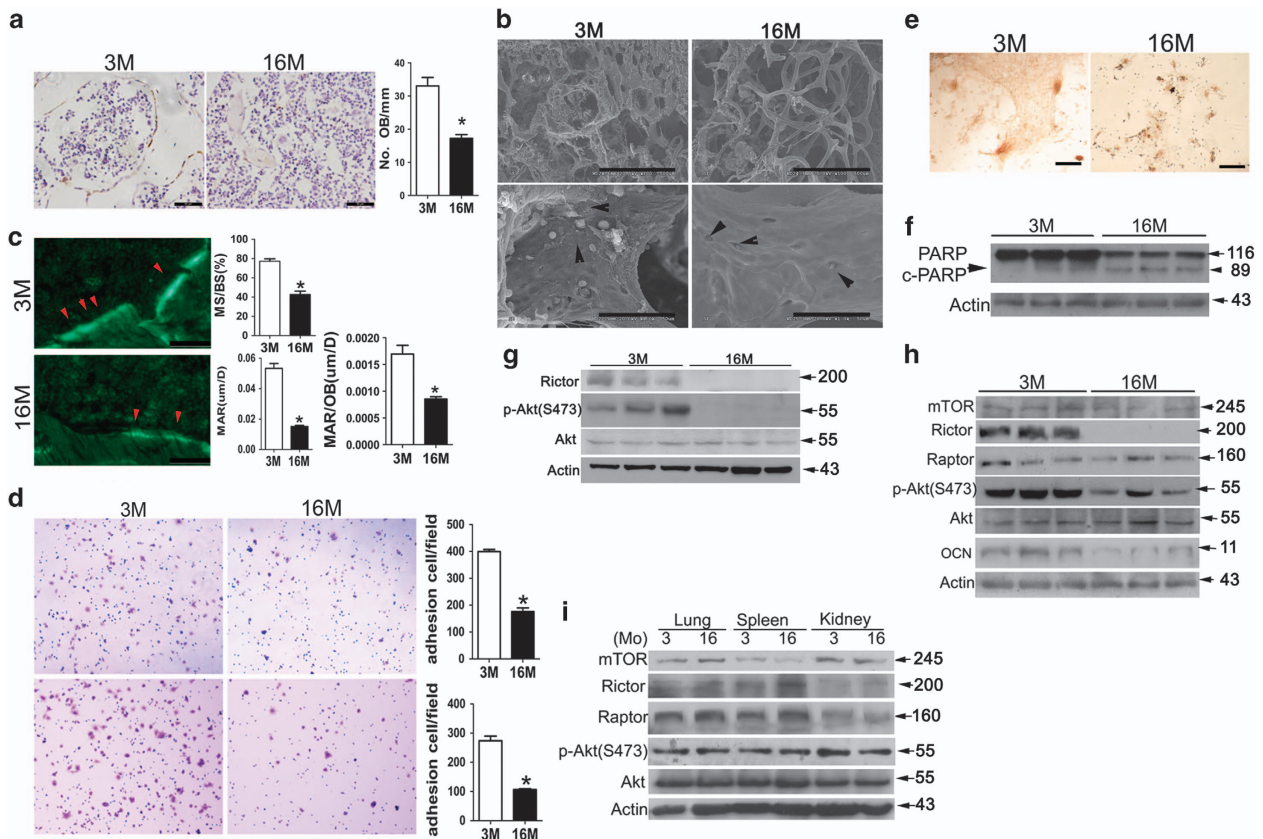 a
3M 16M
No. OB/mm
40
30
20
10
0
*
3M 16M
b
3M 16M
c
3M
16M
MS/BS(%)
100
80
60
40
20
0
*
3M 16M
MAR(um/D)
0.06
0.04
0.02
0.00
*
3M 16M
MAR/OB(um/D)
0.0020
0.0015
0.0010
0.0005
0.0000
*
3M 16M
d
3M 16M
adhesion cell/field
500
400
300
200
100
0
*
3M 16M
adhesion cell/field
400
300
200
100
0
*
3M 16M
e
3M 16M
f
3M 16M
PARP 116
c-PARP 89
Actin 43
g
3M 16M
Rictor 200
p-Akt(S473) 55
Akt 55
Actin 43
h
3M 16M
mTOR 245
Rictor 200
Raptor 160
p-Akt(S473) 55
Akt 55
OCN 11
Actin 43
i
Lung Spleen Kidney
(Mo) 3 16 3 16 3 16
mTOR 245
Rictor 200
Raptor 160
p-Akt(S473) 55
Akt 55
Actin 43